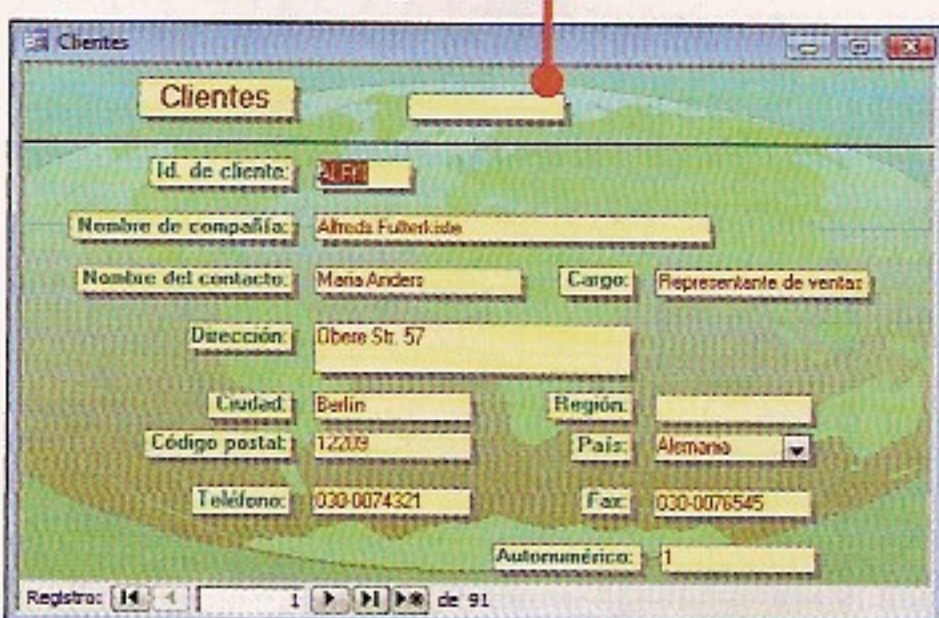 Clientes
Clientes
Id. de cliente: ALFKI
Nombre de compañía: Alfreds Futterkiste
Nombre del contacto: Maria Anders Cargo: Representante de ventas
Dirección: Obere Str. 57
Ciudad: Berlin Región:
Código postal: 12209 País: Alemania
Teléfono: 030-0074321 Fax: 030-0076545
Autonumérico: 1
Registro: 1 de 91